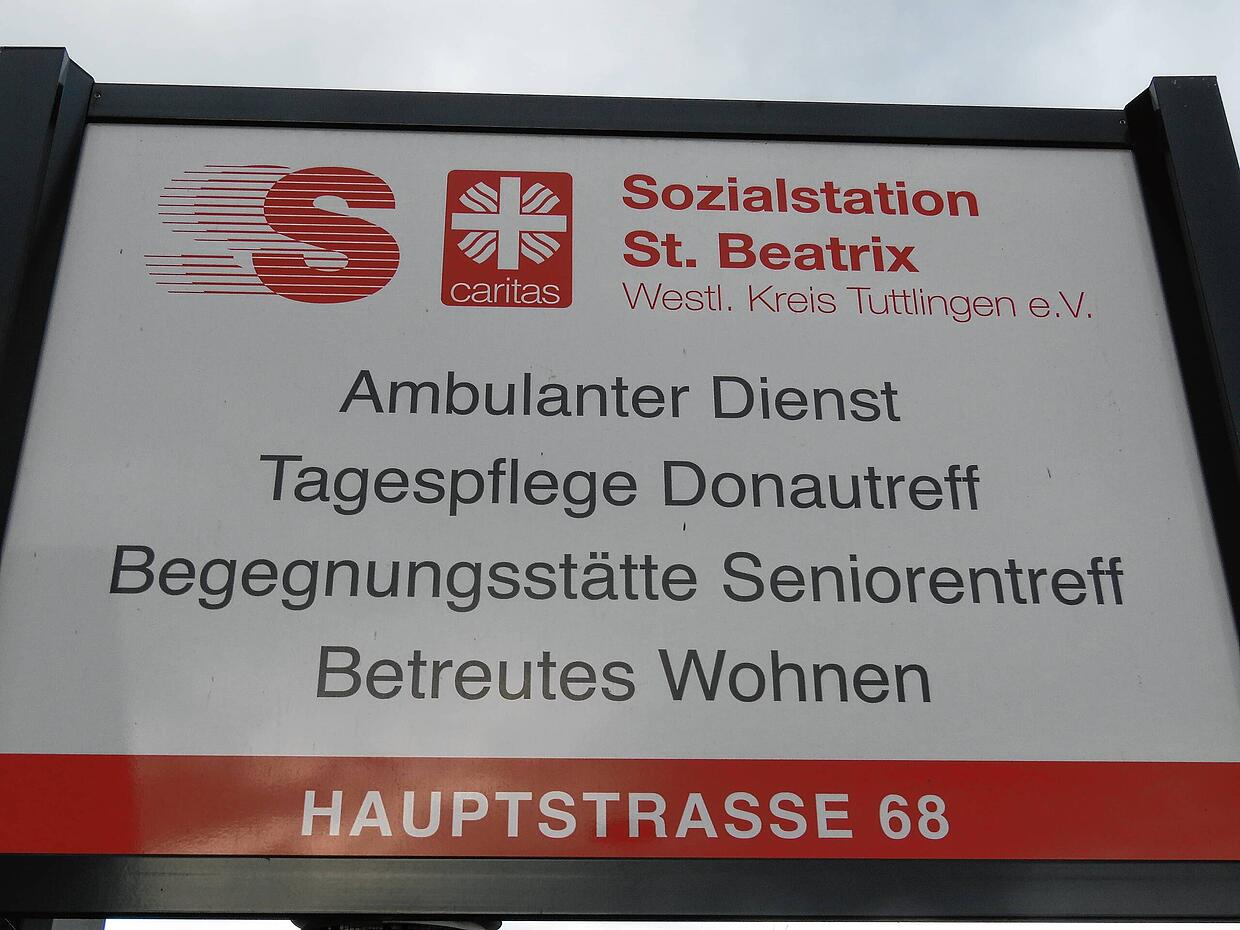 S
caritas
Sozialstation
St. Beatrix
Westl. Kreis Tuttlingen e.V.
Ambulanter Dienst
Tagespflege Donautreff
Begegnungsstätte Seniorentreff
Betreutes Wohnen
HAUPTSTRASSE 68